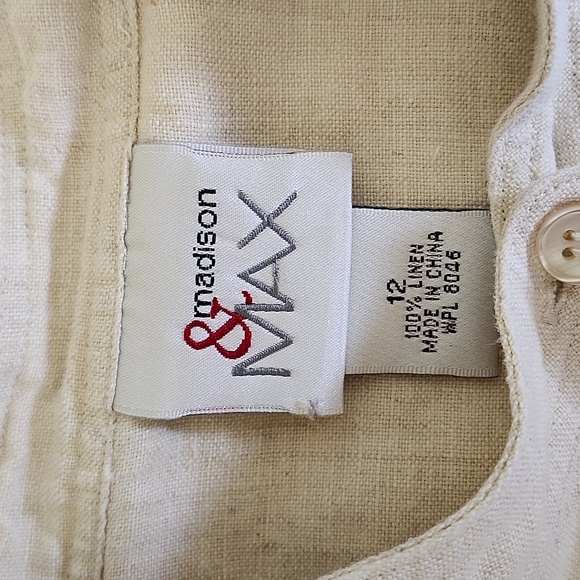 madison
&MAX
12
100% LINEN
MADE IN CHINA
WPL 8046